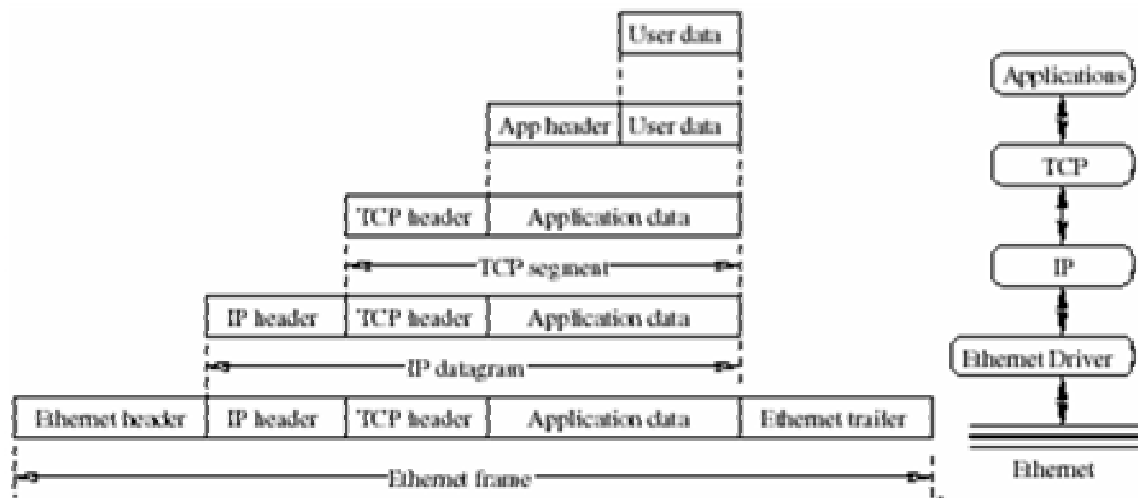 User data
Applications
App header User data
TCP
TCP header Application data
TCP segment
IP
IP header TCP header Application data
IP datagram
Ethernet Driver
Ethernet header IP header TCP header Application data Ethernet trailer
Ethernet
Ethernet frame